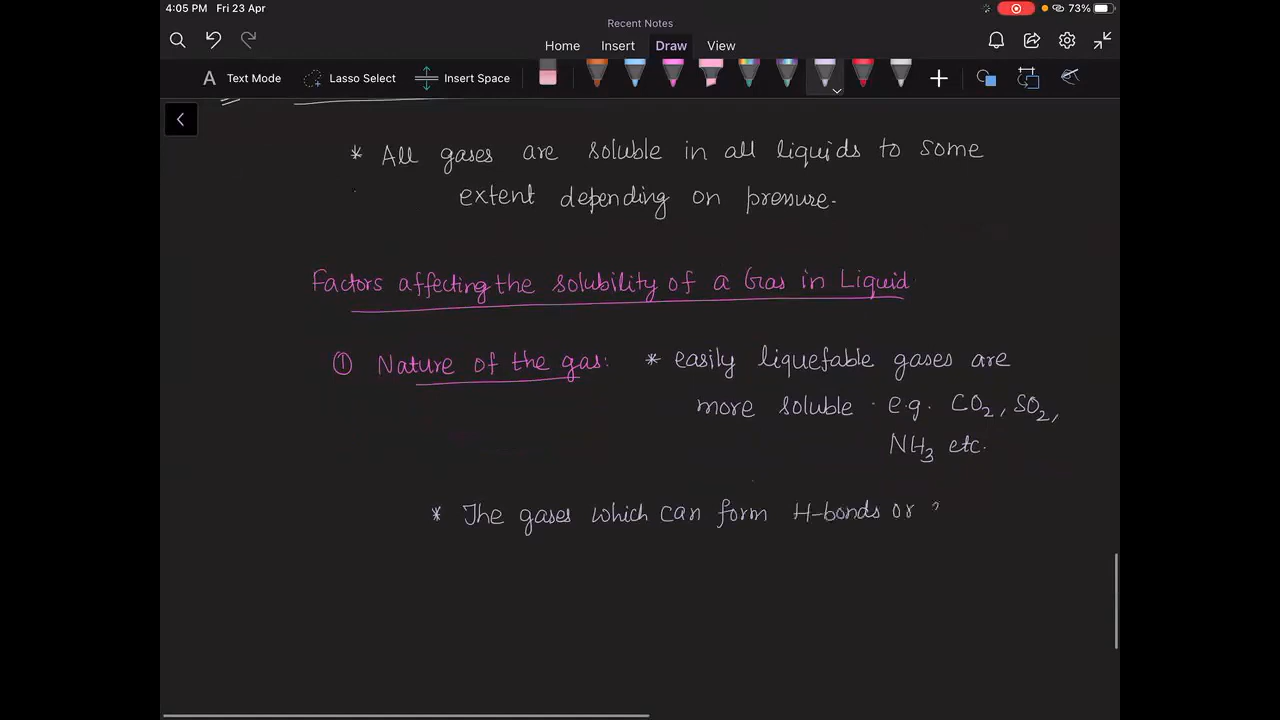 4:05 PM Fri 23 Apr
73%
Recent Notes
Home Insert Draw View
Text Mode Lasso Select Insert Space
* All gases are soluble in all liquids to some
extent depending on pressure.
Factors affecting the solubility of a Gas in Liquid
① Nature of the gas: * easily liquefable gases are
more soluble . e.g. CO₂, SO₂,
NH₃ etc.
* The gases which can form H-bonds or